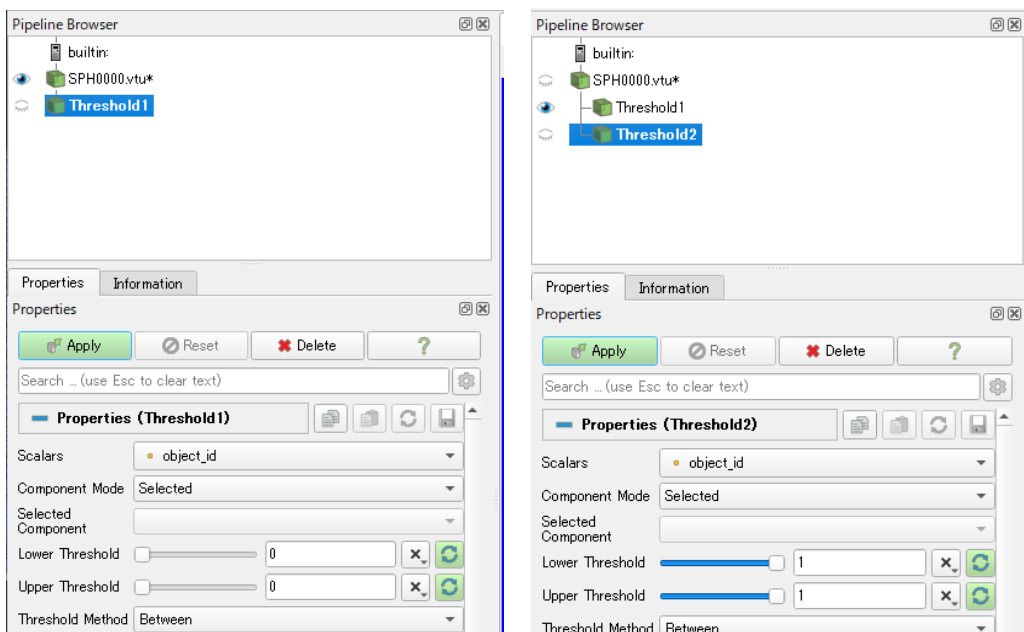 Pipeline Browser
builtin:
SPH0000.vtu*
Threshold1
Properties
Information
Properties
Apply
Reset
Delete
?
Search ... (use Esc to clear text)
Properties (Threshold1)
Scalars
object_id
Component Mode
Selected
Selected
Component
Lower Threshold
0
Upper Threshold
0
Threshold Method
Between
Pipeline Browser
builtin:
SPH0000.vtu*
Threshold1
Threshold2
Properties
Information
Properties
Apply
Reset
Delete
?
Search ... (use Esc to clear text)
Properties (Threshold2)
Scalars
object_id
Component Mode
Selected
Selected
Component
Lower Threshold
1
Upper Threshold
1
Threshold Method
Between